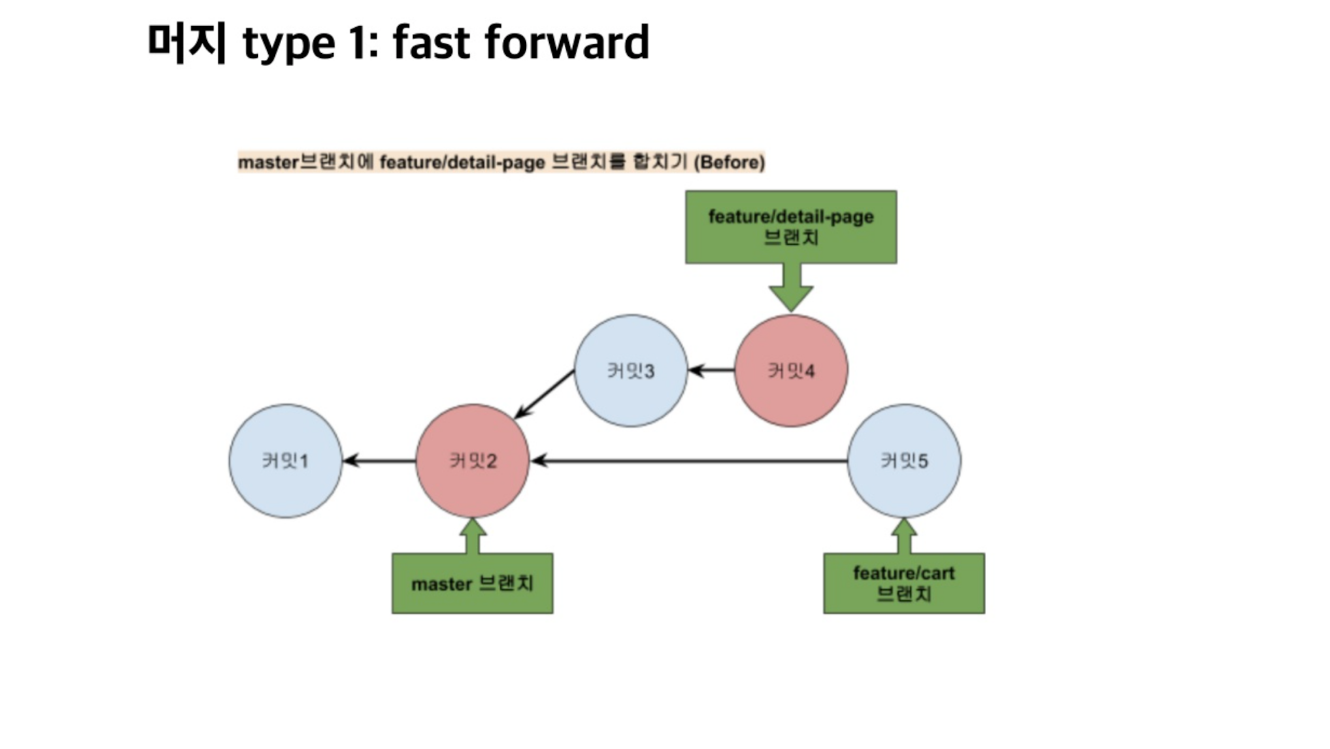 머지 type 1: fast forward
master브랜치에 feature/detail-page 브랜치를 합치기 (Before)
feature/detail-page
브랜치
커밋3
커밋4
커밋1
커밋2
커밋5
master 브랜치
feature/cart
브랜치